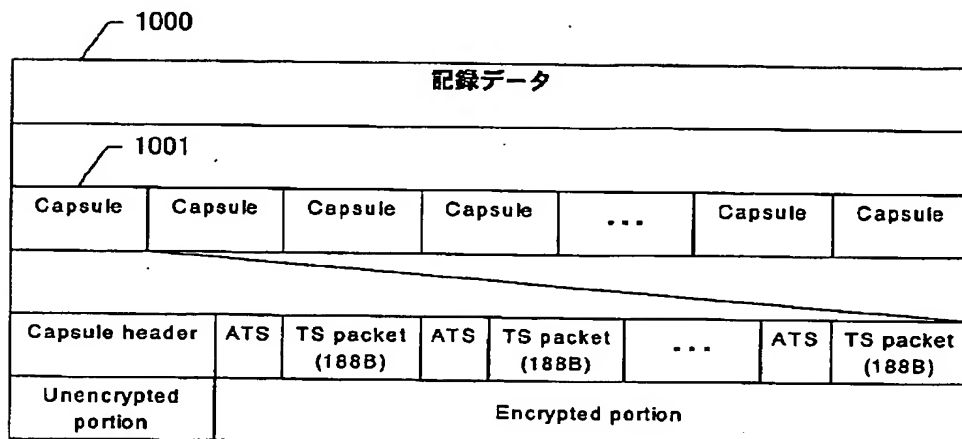 1000
記録データ
1001
Capsule Capsule Capsule Capsule ... Capsule Capsule
Capsule header ATS TS packet (188B) ATS TS packet (188B) ... ATS TS packet (188B)
Unencrypted portion Encrypted portion